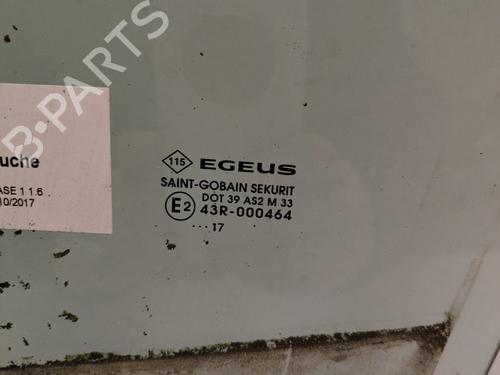 B-PARTS
uche
ASE 1 1.6
10/2017
115 EGEUS
SAINT-GOBAIN SEKURIT
DOT 39 AS2 M 33
E2 43R-000464
... 17